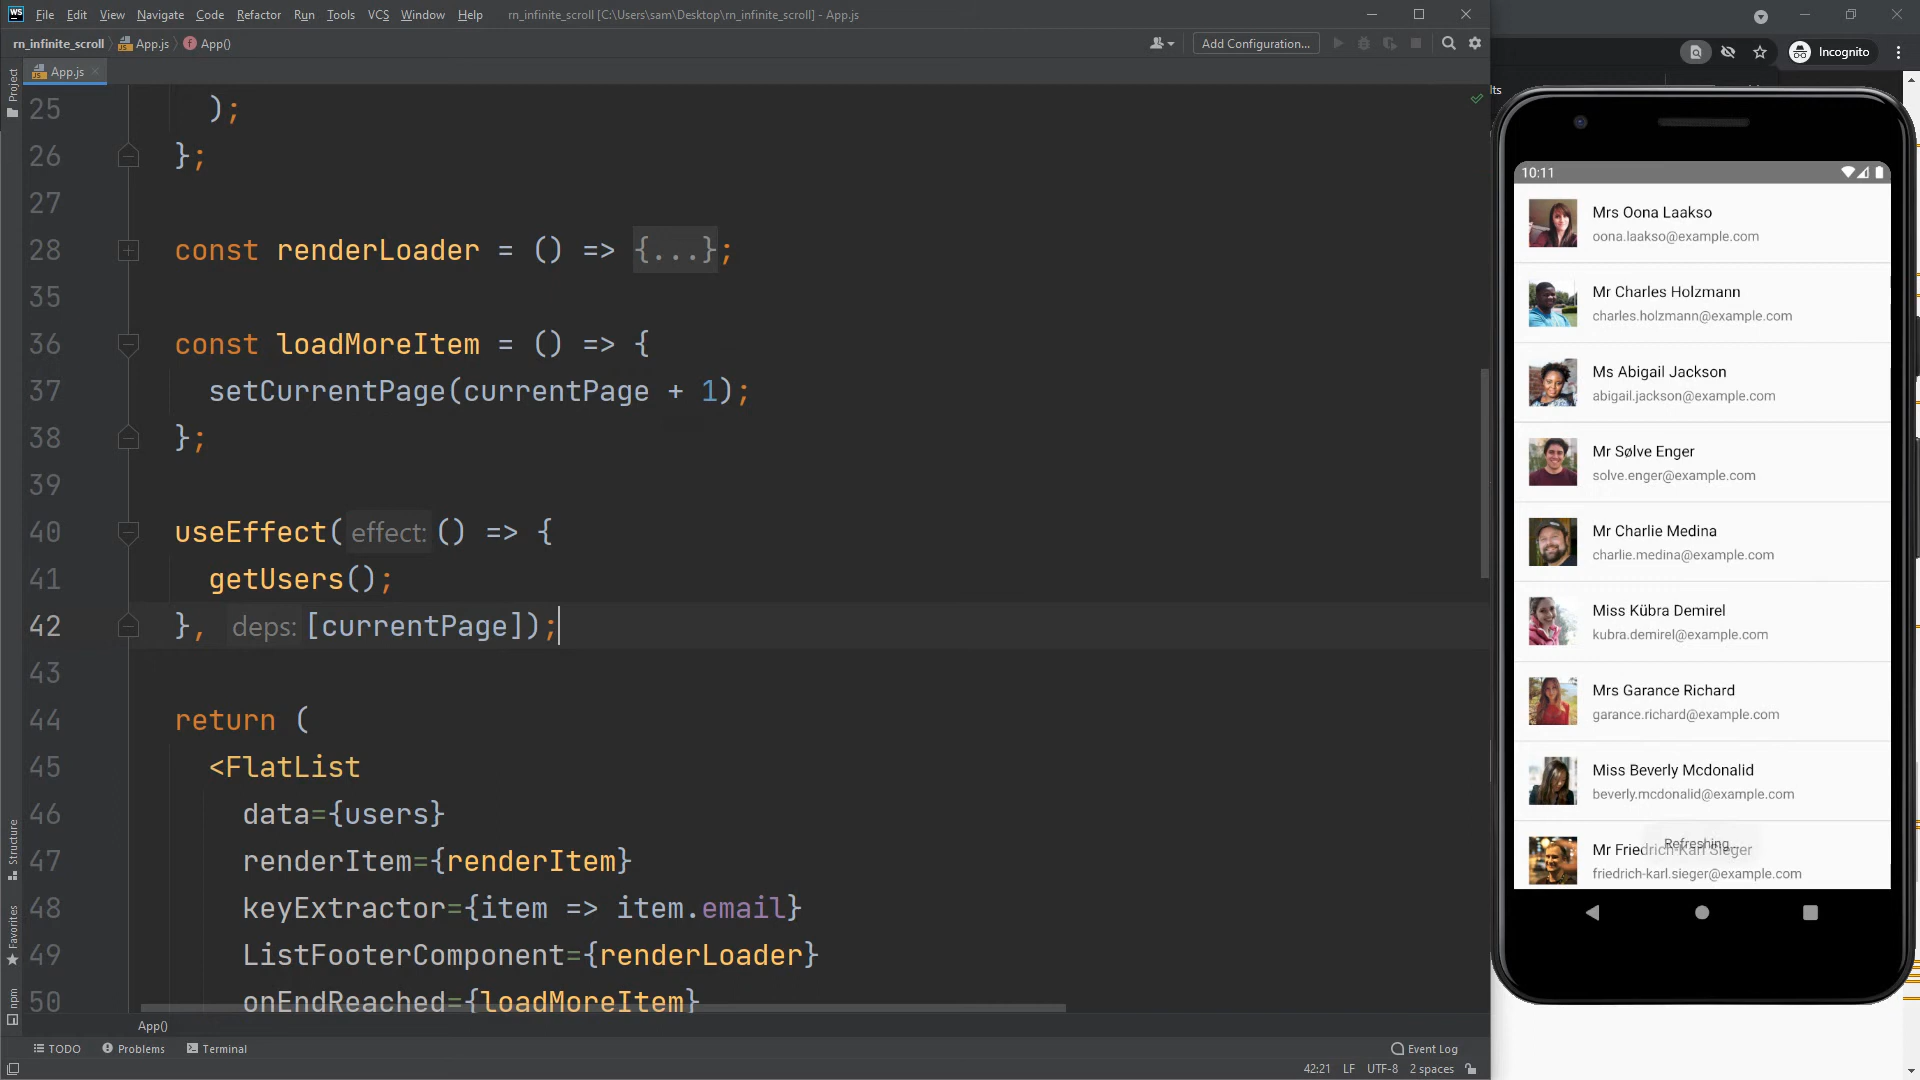 WS File Edit View Navigate Code Refactor Run Tools VCS Window Help rn_infinite_scroll [C:\Users\sam\Desktop\rn_infinite_scroll] - App.js
rn_infinite_scroll App.js App() Add Configuration... Incognito
App.js
Project
25 );
26 };
27
28 const renderLoader = () => {...};
35
36 const loadMoreItem = () => {
37 setCurrentPage(currentPage + 1);
38 };
39
40 useEffect( effect: () => {
41 getUsers();
42 }, deps: [currentPage]);
43
44 return (
45 <FlatList
46 data={users}
47 renderItem={renderItem}
48 keyExtractor={item => item.email}
49 ListFooterComponent={renderLoader}
50 onEndReached={loadMoreItem}
Structure
Favorites
npm
App()
TODO Problems Terminal Event Log
42:21 LF UTF-8 2 spaces
lts
10:11
Mrs Oona Laakso
oona.laakso@example.com
Mr Charles Holzmann
charles.holzmann@example.com
Ms Abigail Jackson
abigail.jackson@example.com
Mr Sølve Enger
solve.enger@example.com
Mr Charlie Medina
charlie.medina@example.com
Miss Kübra Demirel
kubra.demirel@example.com
Mrs Garance Richard
garance.richard@example.com
Miss Beverly Mcdonalid
beverly.mcdonalid@example.com
Refreshing...
Mr Friedrich-Karl Sieger
friedrich-karl.sieger@example.com